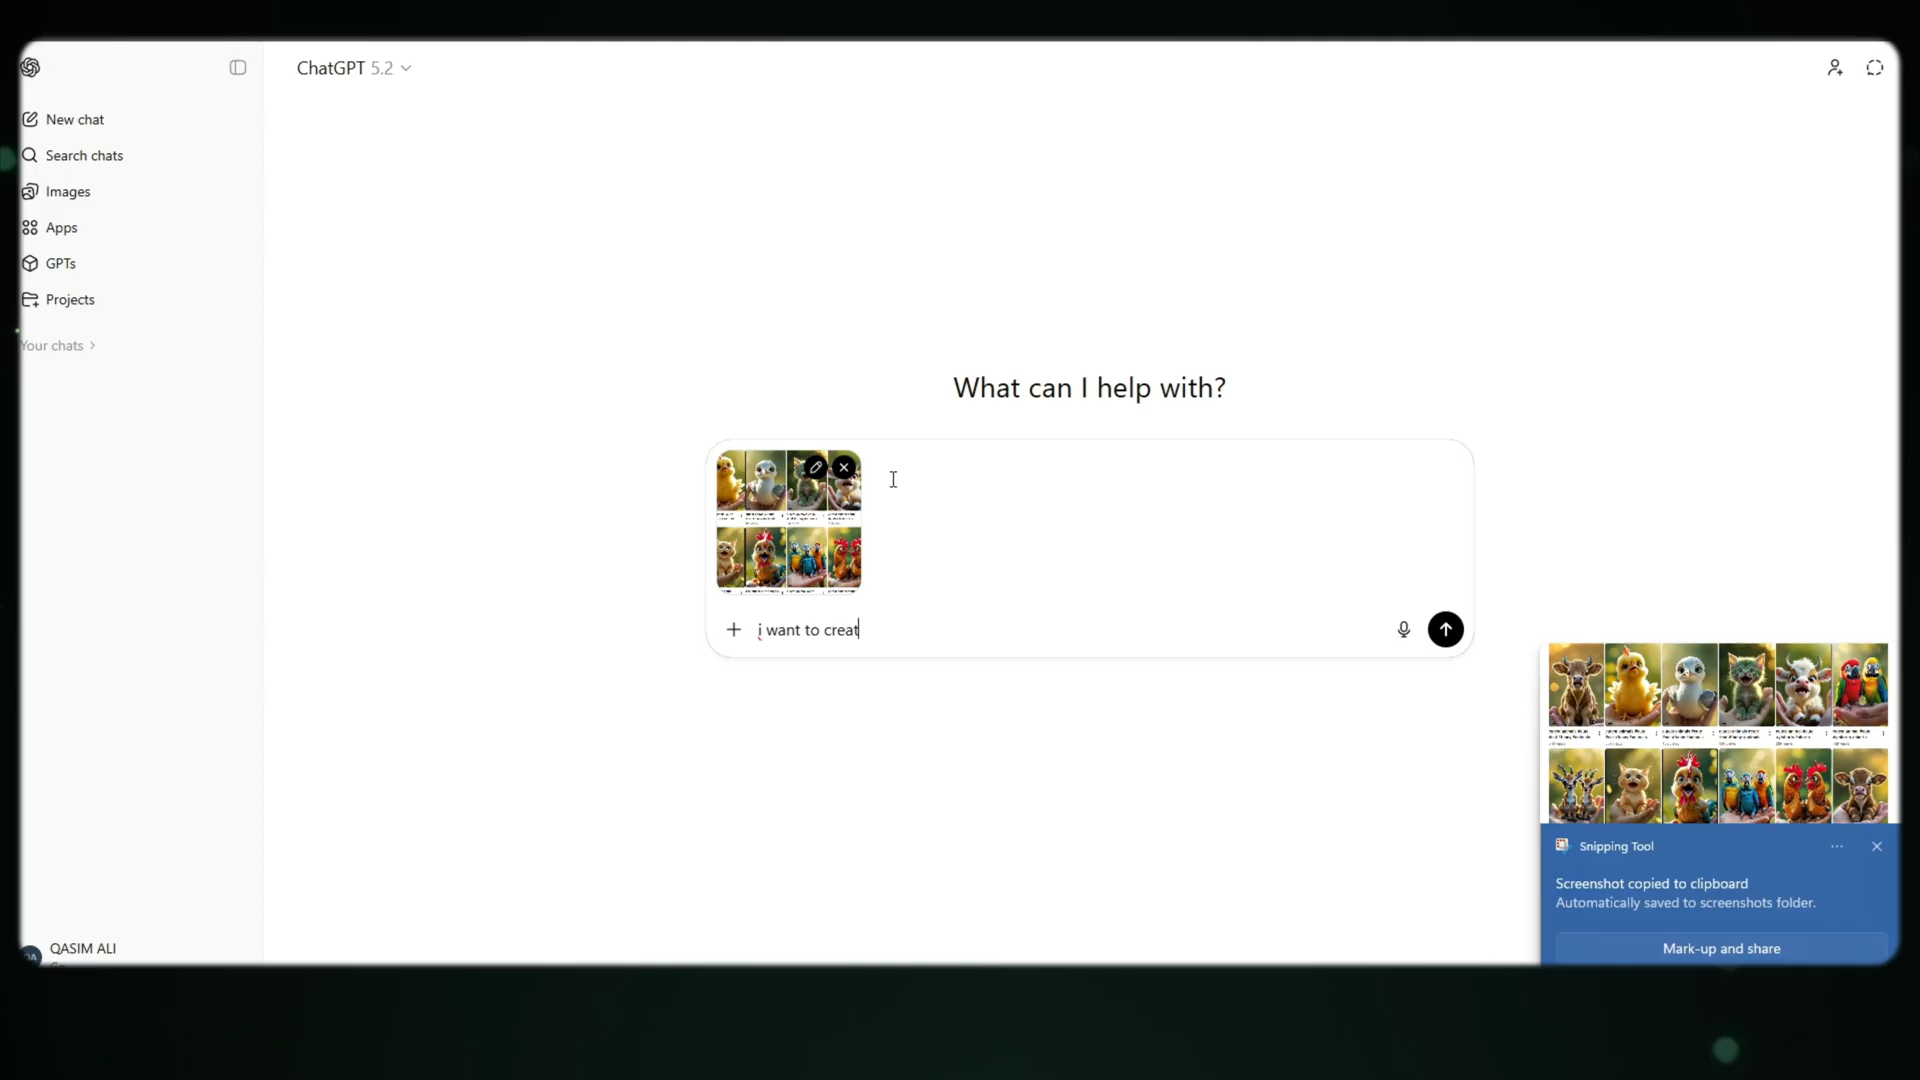 ChatGPT 5.2
New chat
Search chats
Images
Apps
GPTs
Projects
Your chats
What can I help with?
i want to creat
Snipping Tool
Screenshot copied to clipboard
Automatically saved to screenshots folder.
Mark-up and share
QASIM ALI